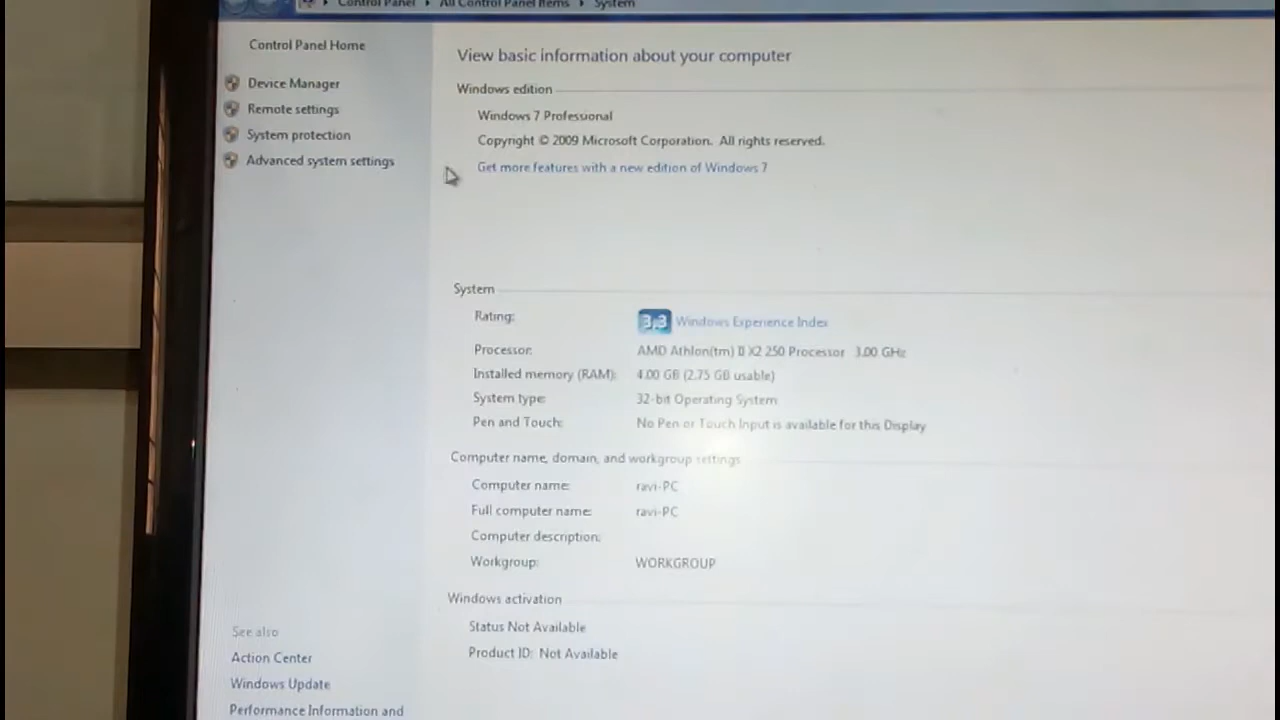 Control Panel ▸ All Control Panel Items ▸ System
Control Panel Home
Device Manager
Remote settings
System protection
Advanced system settings
See also
Action Center
Windows Update
Performance Information and
View basic information about your computer
Windows edition
Windows 7 Professional
Copyright © 2009 Microsoft Corporation. All rights reserved.
Get more features with a new edition of Windows 7
System
Rating: 3,3 Windows Experience Index
Processor: AMD Athlon(tm) II X2 250 Processor 3.00 GHz
Installed memory (RAM): 4.00 GB (2.75 GB usable)
System type: 32-bit Operating System
Pen and Touch: No Pen or Touch Input is available for this Display
Computer name, domain, and workgroup settings
Computer name: ravi-PC
Full computer name: ravi-PC
Computer description:
Workgroup: WORKGROUP
Windows activation
Status Not Available
Product ID: Not Available